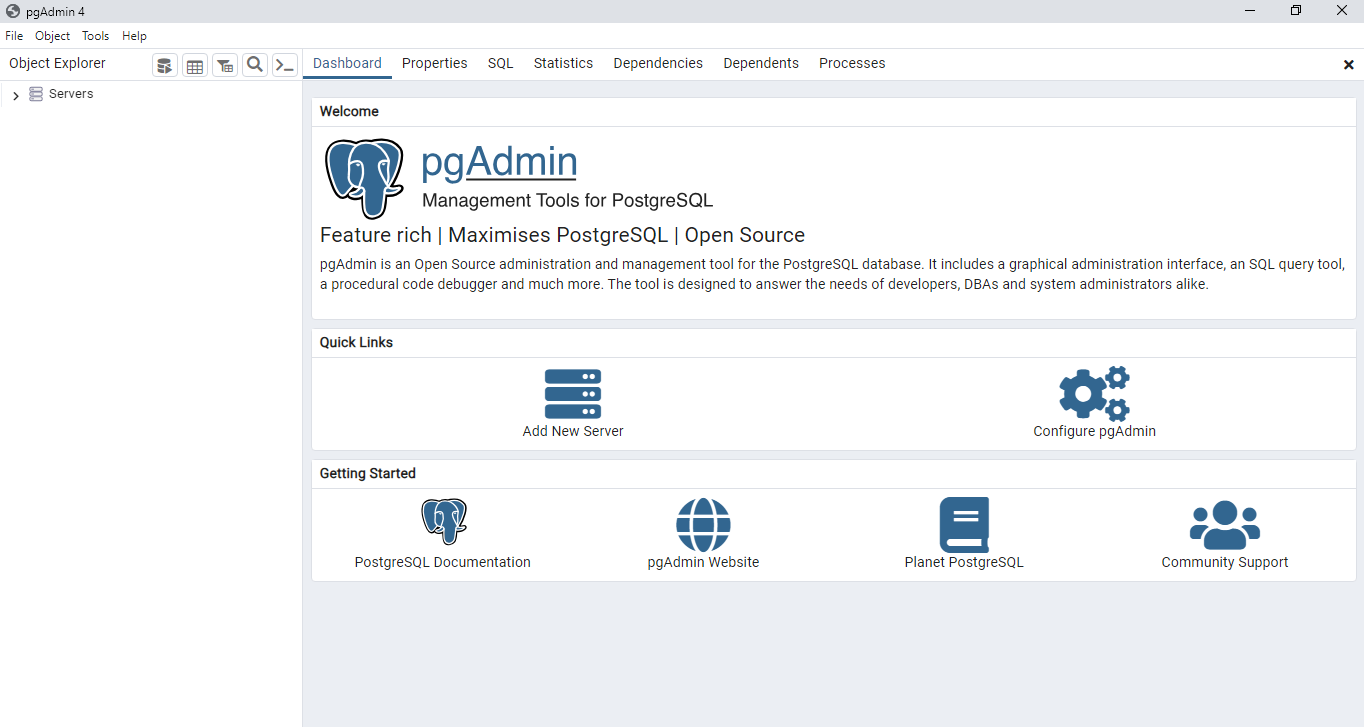 pgAdmin 4
File Object Tools Help
Object Explorer
Dashboard Properties SQL Statistics Dependencies Dependents Processes
Servers
Welcome
pgAdmin
Management Tools for PostgreSQL
Feature rich | Maximises PostgreSQL | Open Source
pgAdmin is an Open Source administration and management tool for the PostgreSQL database. It includes a graphical administration interface, an SQL query tool,
a procedural code debugger and much more. The tool is designed to answer the needs of developers, DBAs and system administrators alike.
Quick Links
Add New Server
Configure pgAdmin
Getting Started
PostgreSQL Documentation
pgAdmin Website
Planet PostgreSQL
Community Support